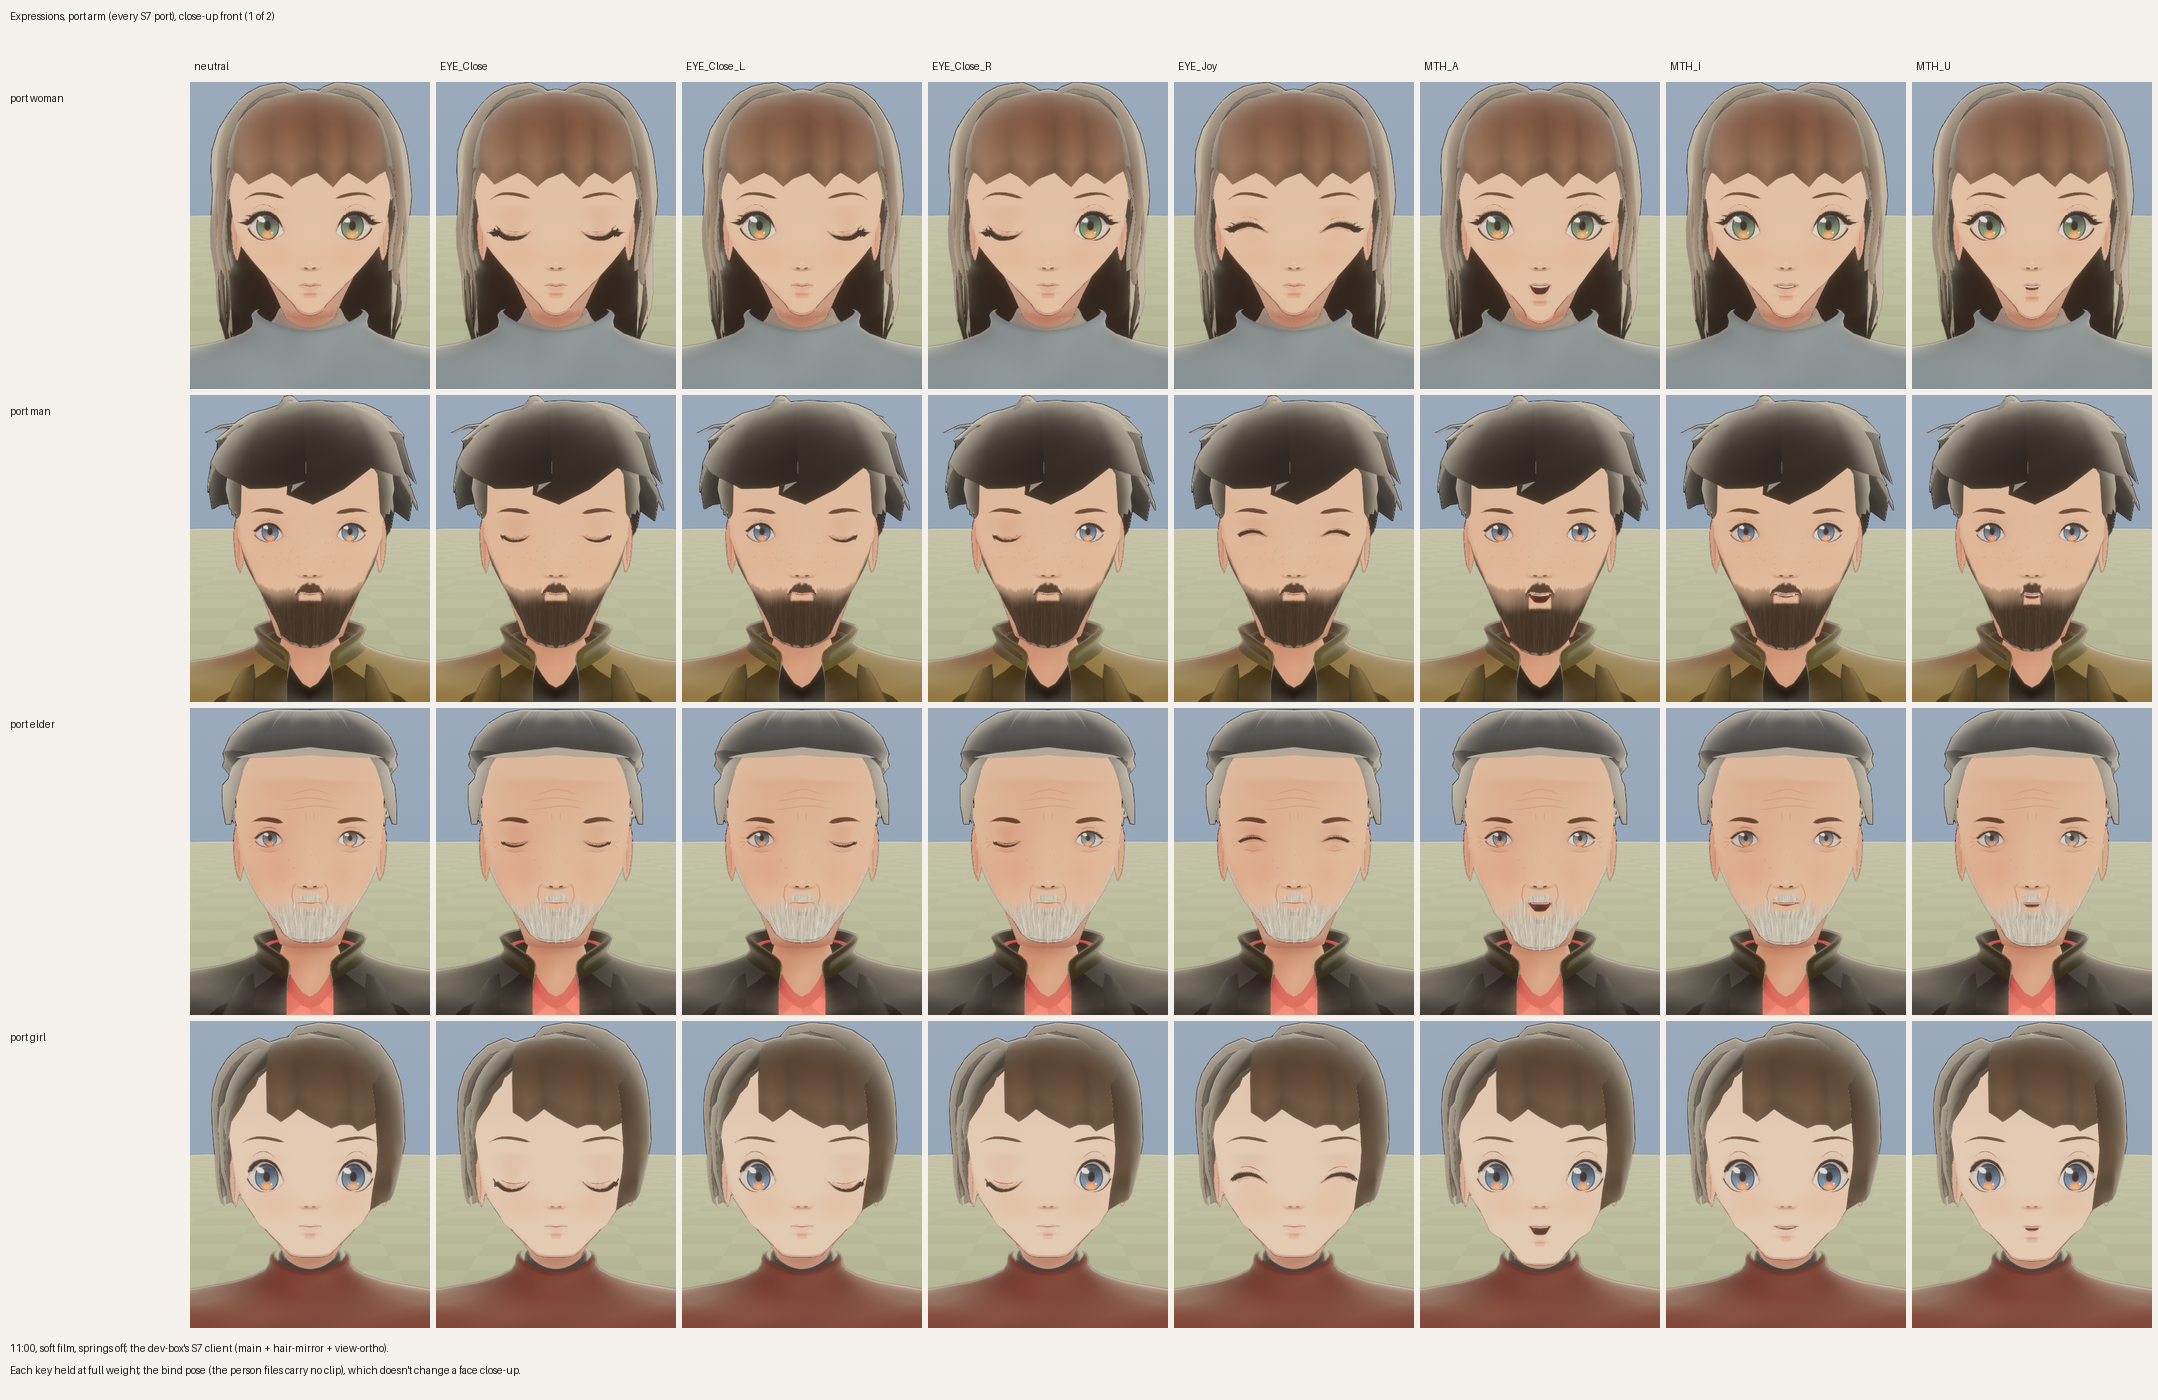 Expressions, port arm (every S7 port), close-up front (1 of 2)
neutral EYE_Close EYE_Close_L EYE_Close_R EYE_Joy MTH_A MTH_I MTH_U
port woman
port man
port elder
port girl
11:00, soft film, springs off; the dev-box's S7 client (main + hair-mirror + view-ortho).
Each key held at full weight; the bind pose (the person files carry no clip), which doesn't change a face close-up.